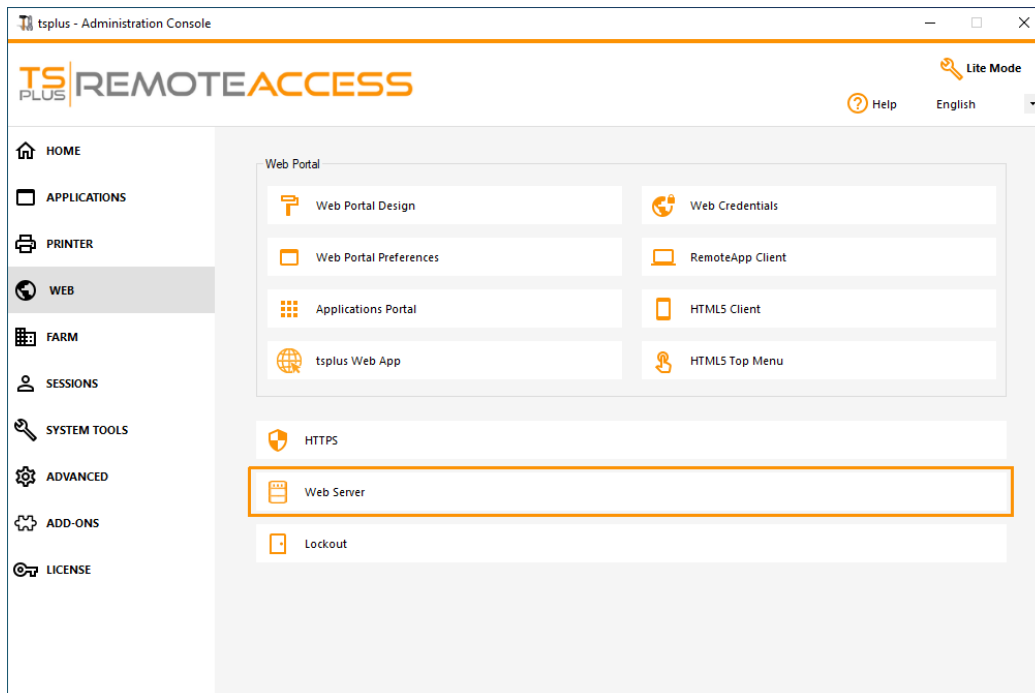 tsplus - Administration Console
TS PLUS REMOTEACCESS
Lite Mode
Help English
HOME
APPLICATIONS
PRINTER
WEB
FARM
SESSIONS
SYSTEM TOOLS
ADVANCED
ADD-ONS
LICENSE
Web Portal
Web Portal Design
Web Credentials
Web Portal Preferences
RemoteApp Client
Applications Portal
HTML5 Client
tsplus Web App
HTML5 Top Menu
HTTPS
Web Server
Lockout